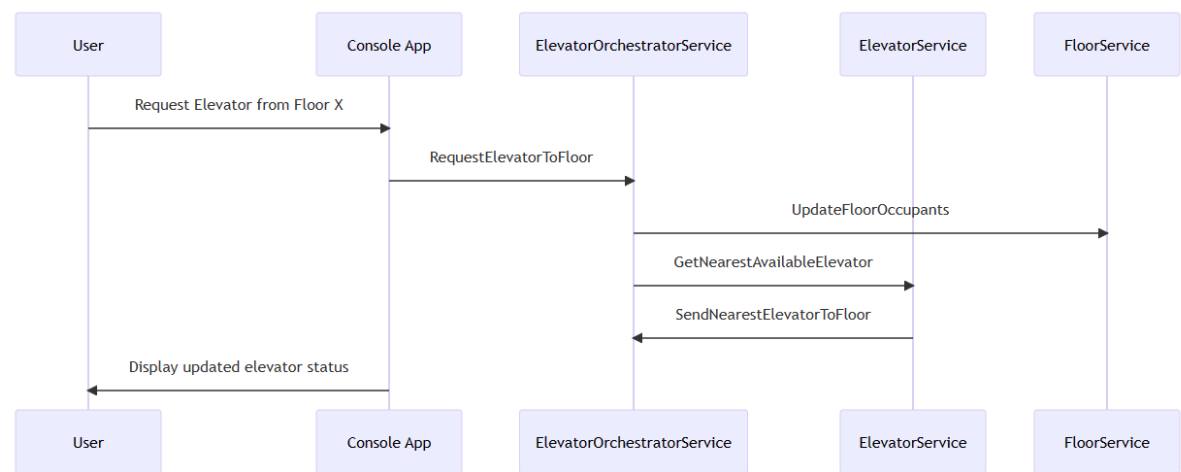 User
Console App
ElevatorOrchestratorService
ElevatorService
FloorService
Request Elevator from Floor X
RequestElevatorToFloor
UpdateFloorOccupants
GetNearestAvailableElevator
SendNearestElevatorToFloor
Display updated elevator status
User
Console App
ElevatorOrchestratorService
ElevatorService
FloorService